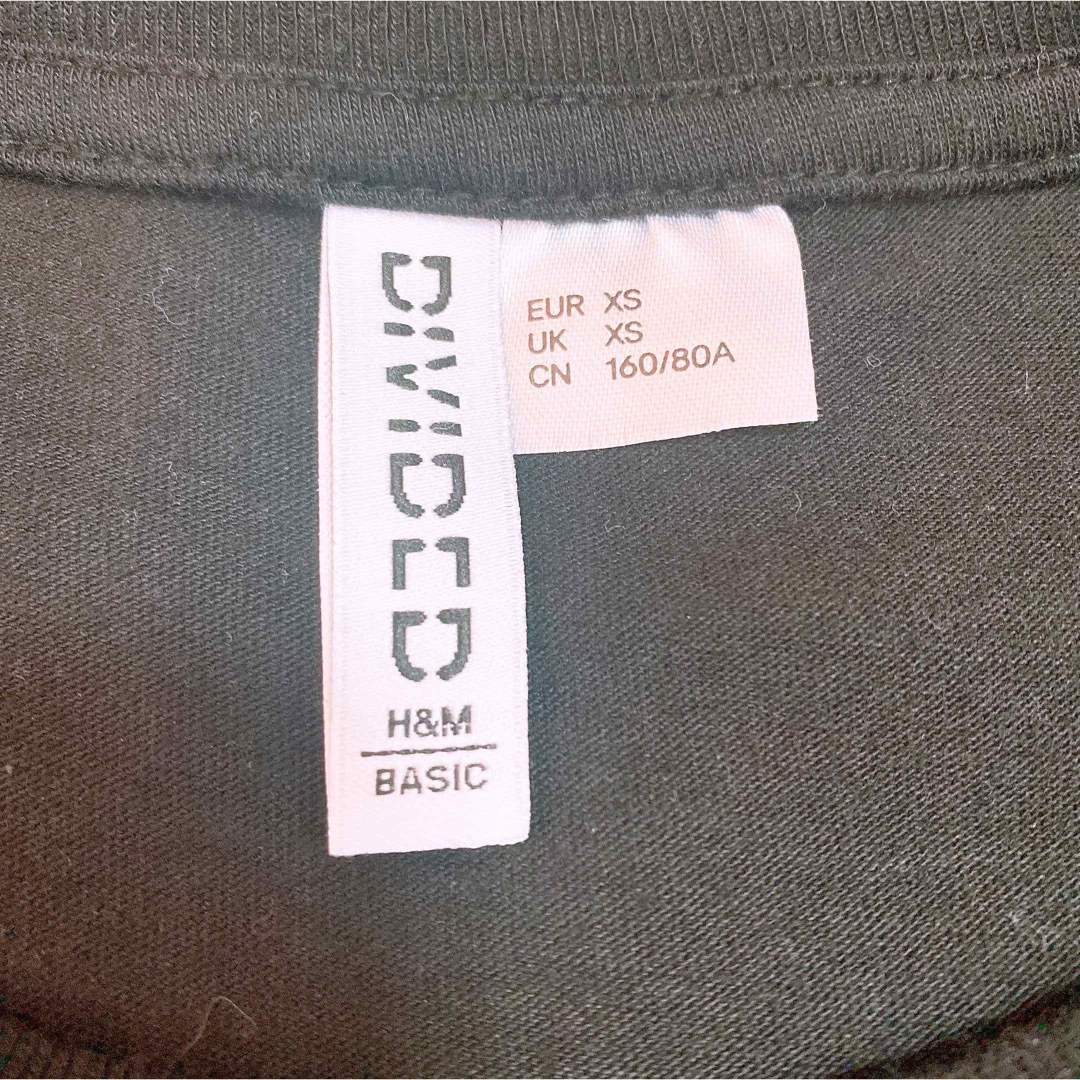 DIVIDED
H&M
BASIC
EUR XS
UK XS
CN 160/80A